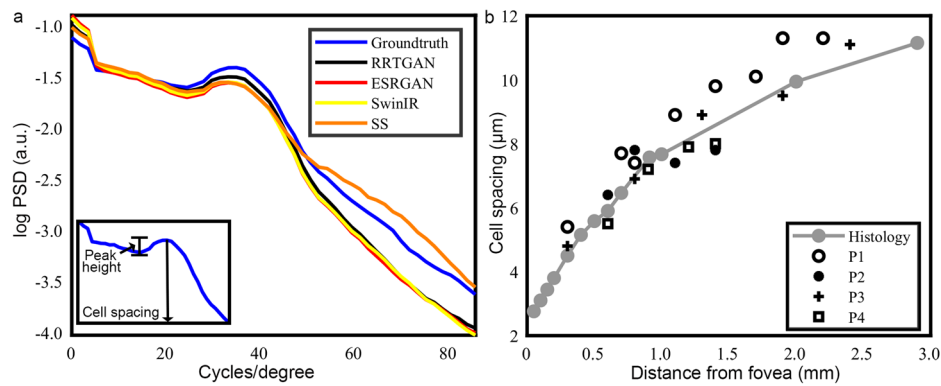 a
-1.0
-1.5
-2.0
-2.5
-3.0
-3.5
-4.0
log PSD (a.u.)
0
20
40
60
80
Cycles/degree
Groundtruth
RRTGAN
ESRGAN
SwinIR
SS
Peak
height
Cell spacing
b
12
10
8
6
4
2
Cell spacing (μm)
0
0.5
1.0
1.5
2.0
2.5
3.0
Distance from fovea (mm)
Histology
P1
P2
P3
P4